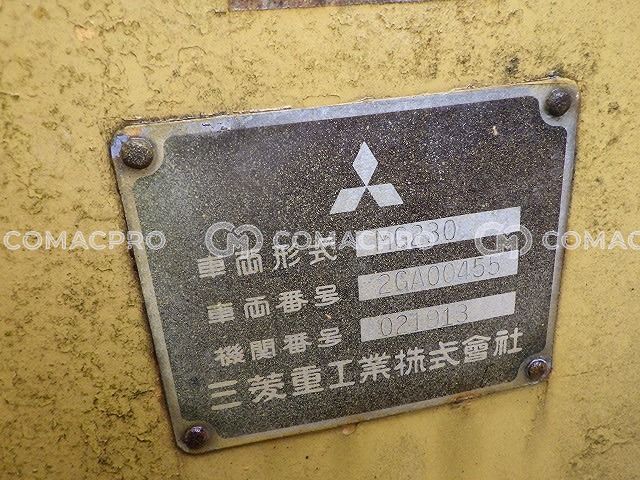 車両形式 MG230
車両番号 2GA00455
機関番号 021913
三菱重工業株式會社
COMACPRO COMACPRO COMACPRO